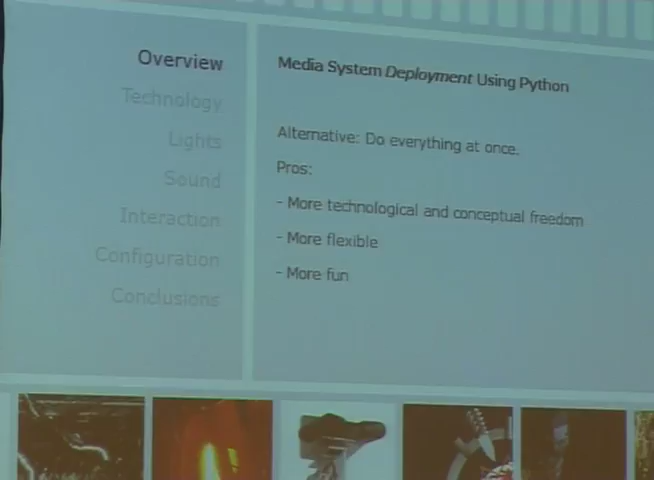 Overview
Technology
Lights
Sound
Interaction
Configuration
Conclusions
Media System Deployment Using Python
Alternative: Do everything at once.
Pros:
- More technological and conceptual freedom
- More flexible
- More fun